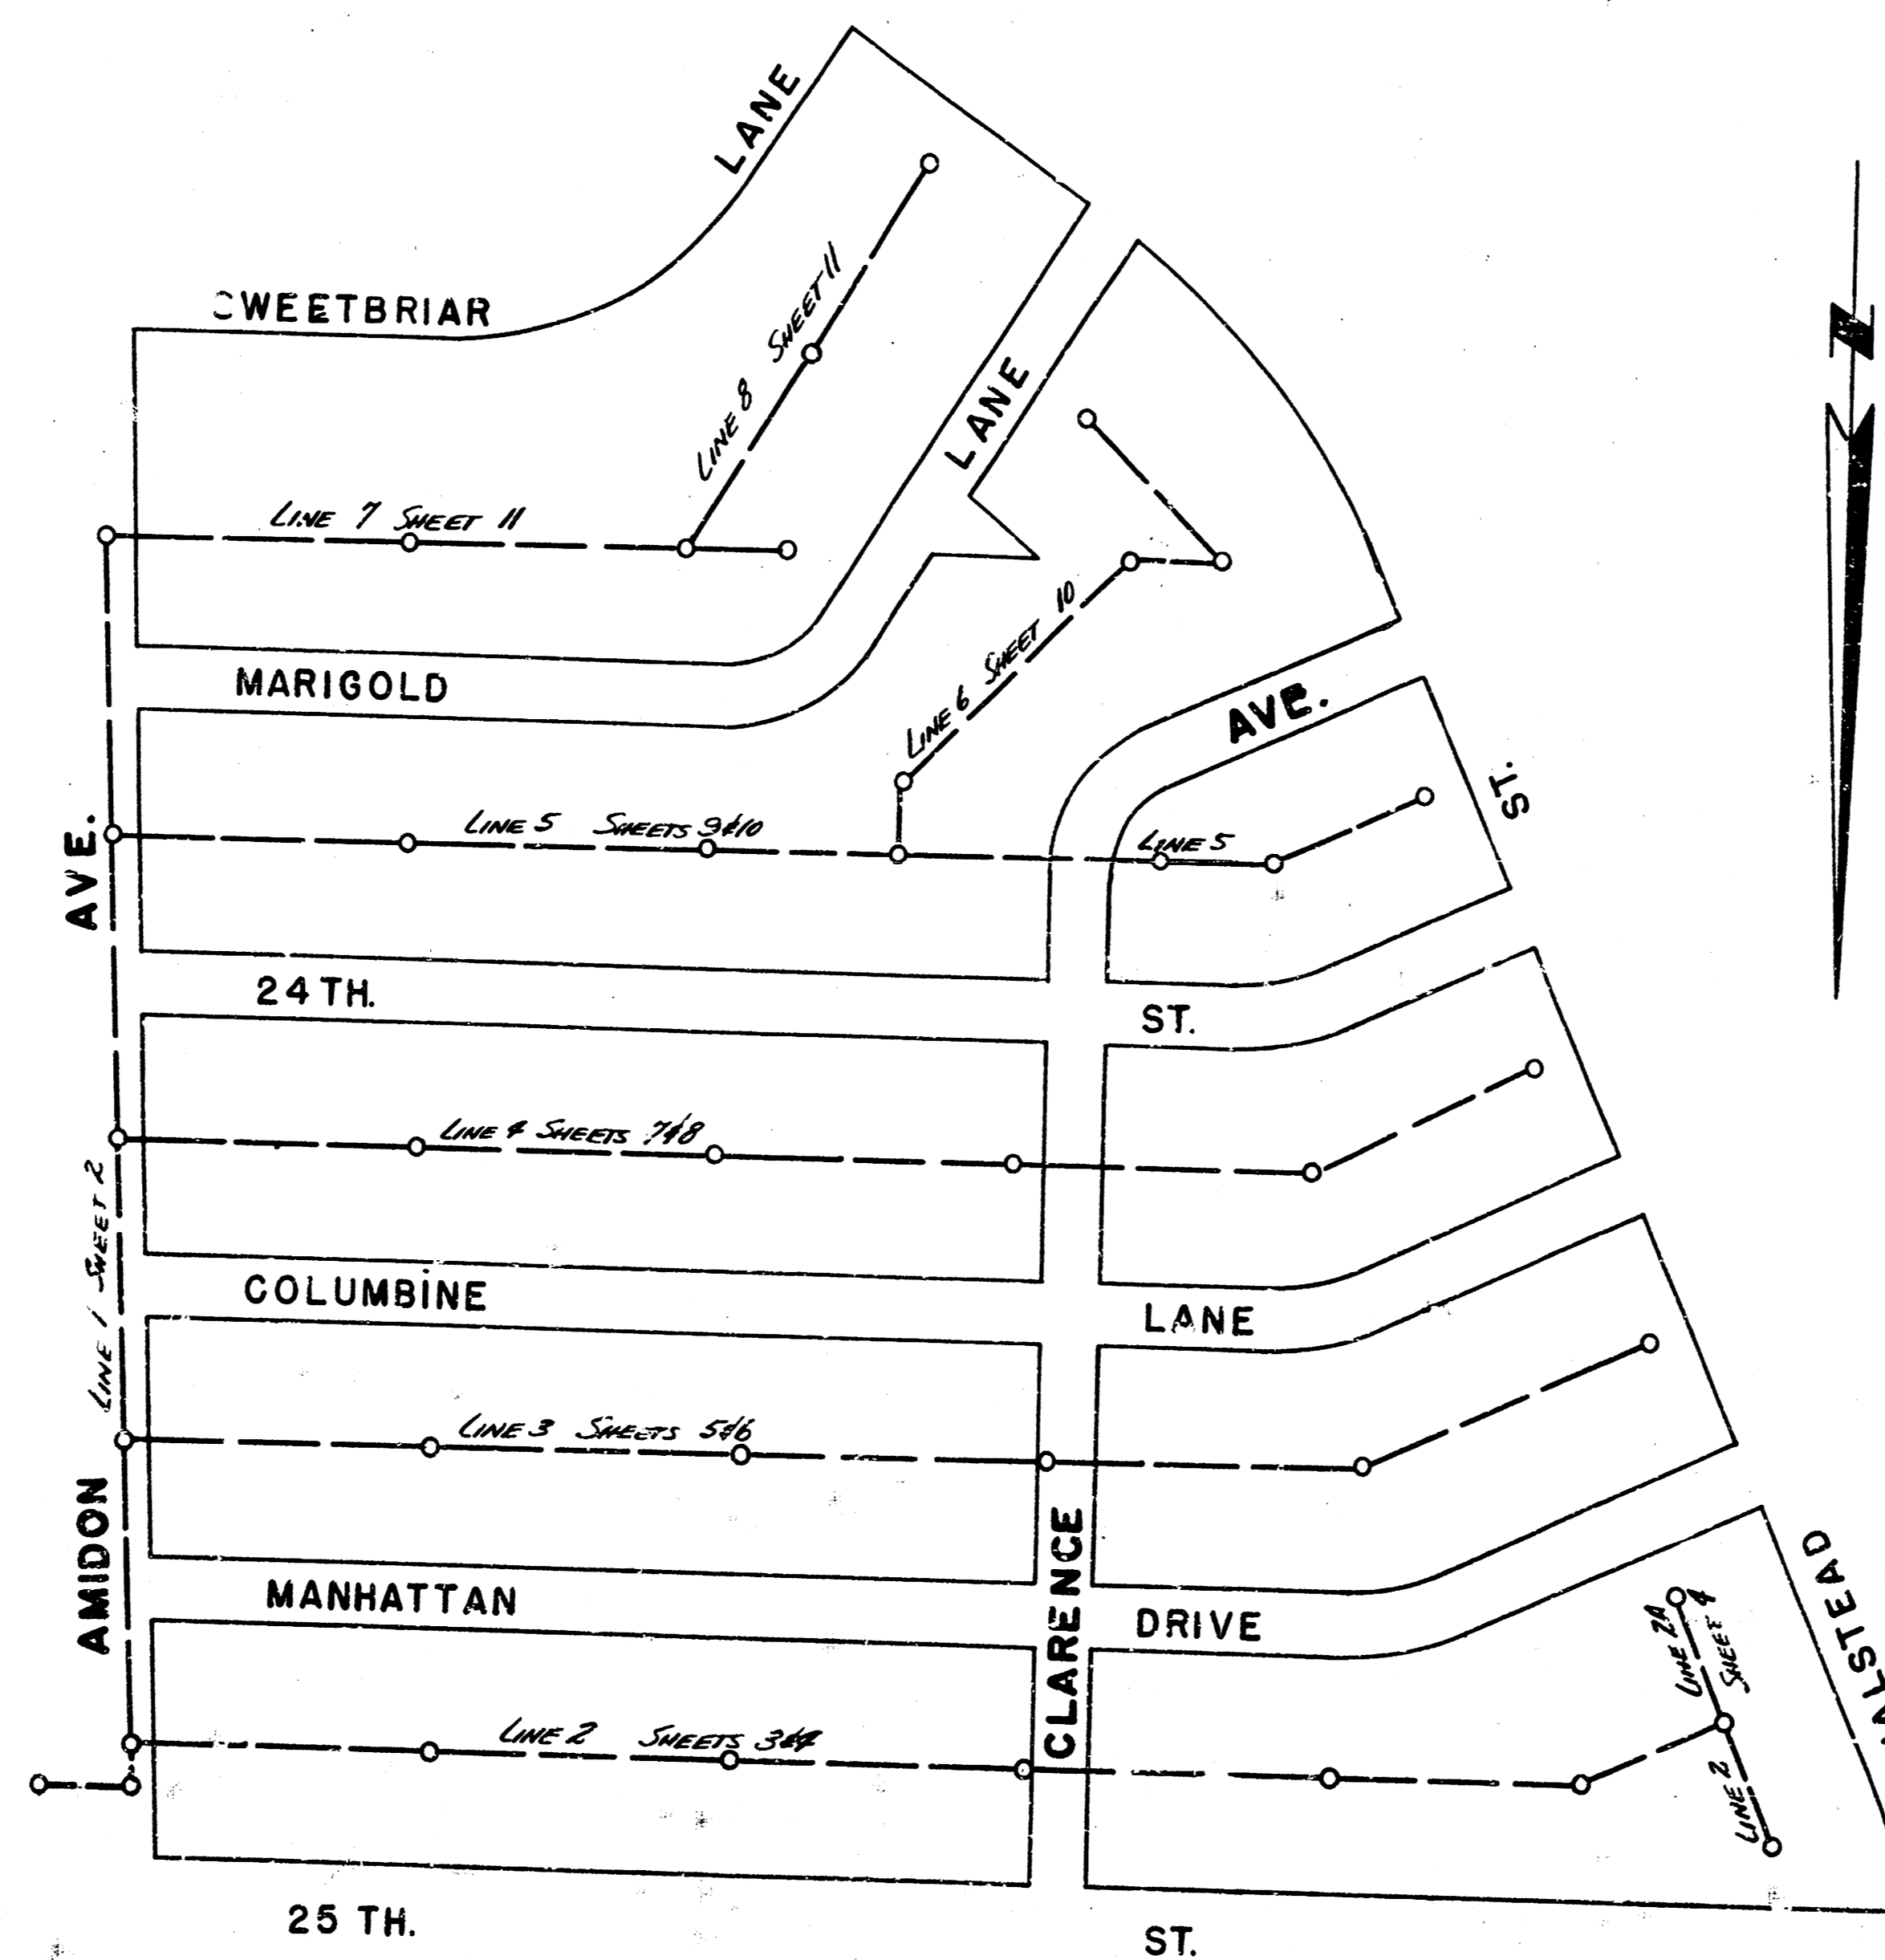 LANE
SWEETBRIAR
LINE 8 SHEET 11
LANE
N
LINE 7 SHEET 11
LINE 6 SHEET 10
MARIGOLD
AVE.
ST.
AVE.
LINE 5 SHEETS 9&10
LINE 5
24 TH.
ST.
LINE 4 SHEETS 7&8
LINE 1 SHEET 2
COLUMBINE
LANE
LINE 3 SHEETS 5&6
AMIDON
CLARENCE
MANHATTAN
DRIVE
LINE 2A
SHEET 4
LINE 2 SHEETS 3&4
LINE 2
25 TH.
ST.